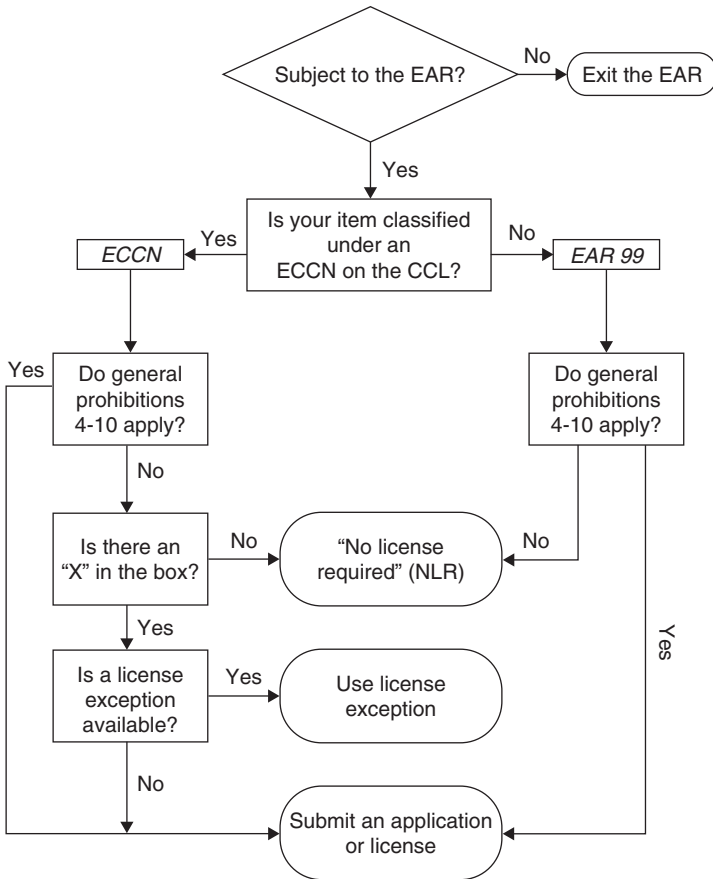 Subject to the EAR?
No
Exit the EAR
Yes
Is your item classified
under an
ECCN on the CCL?
Yes
ECCN
No
EAR 99
Do general
prohibitions
4-10 apply?
Yes
No
Do general
prohibitions
4-10 apply?
No
Yes
Is there an
“X” in the box?
No
“No license
required” (NLR)
Yes
Is a license
exception
available?
Yes
Use license
exception
No
Submit an application
or license